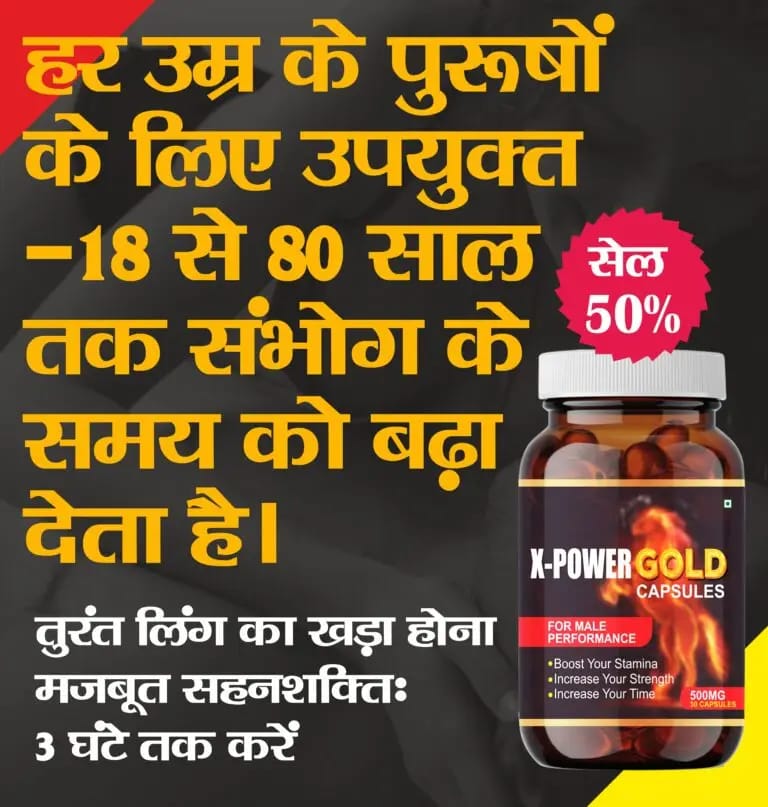 हर उम्र के पुरूषों
के लिए उपयुक्त
-18 से 80 साल
तक संभोग के
समय को बढ़ा
देता है।
सेल
50%
तुरंत लिंग का खड़ा होना
मजबूत सहनशक्तिः
3 घंटे तक करें
X-POWER GOLD
CAPSULES
FOR MALE
PERFORMANCE
•Boost Your Stamina
•Increase Your Strength
•Increase Your Time
500MG
30 CAPSULES